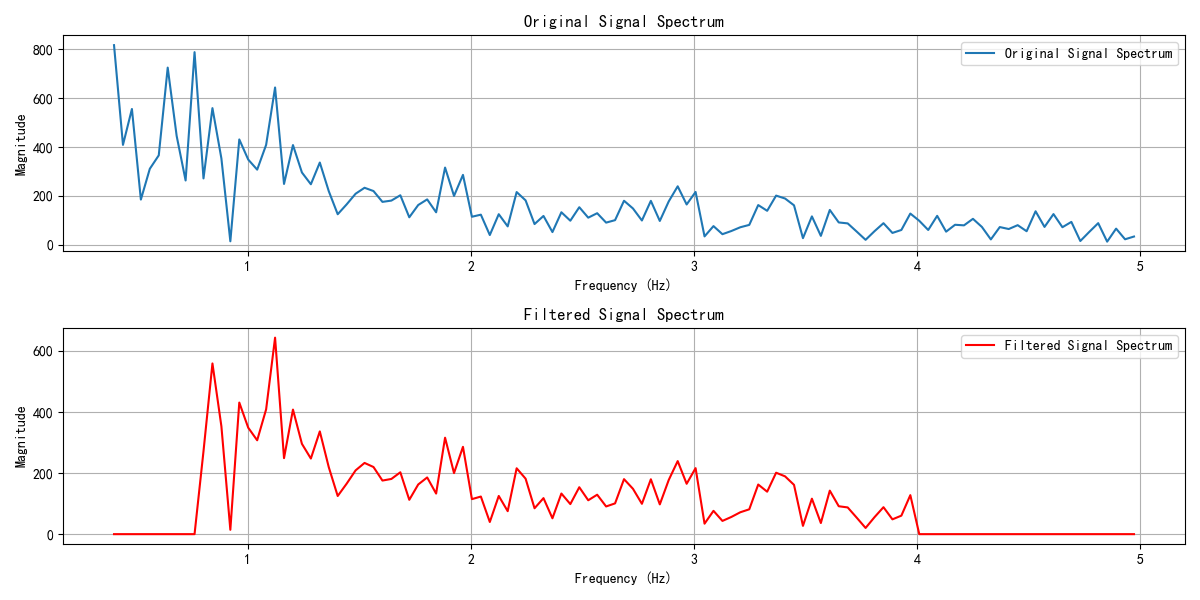 Original Signal Spectrum
800
600
400
200
0
Magnitude
Original Signal Spectrum
1 2 3 4 5
Frequency (Hz)
Filtered Signal Spectrum
600
400
200
0
Magnitude
Filtered Signal Spectrum
1 2 3 4 5
Frequency (Hz)